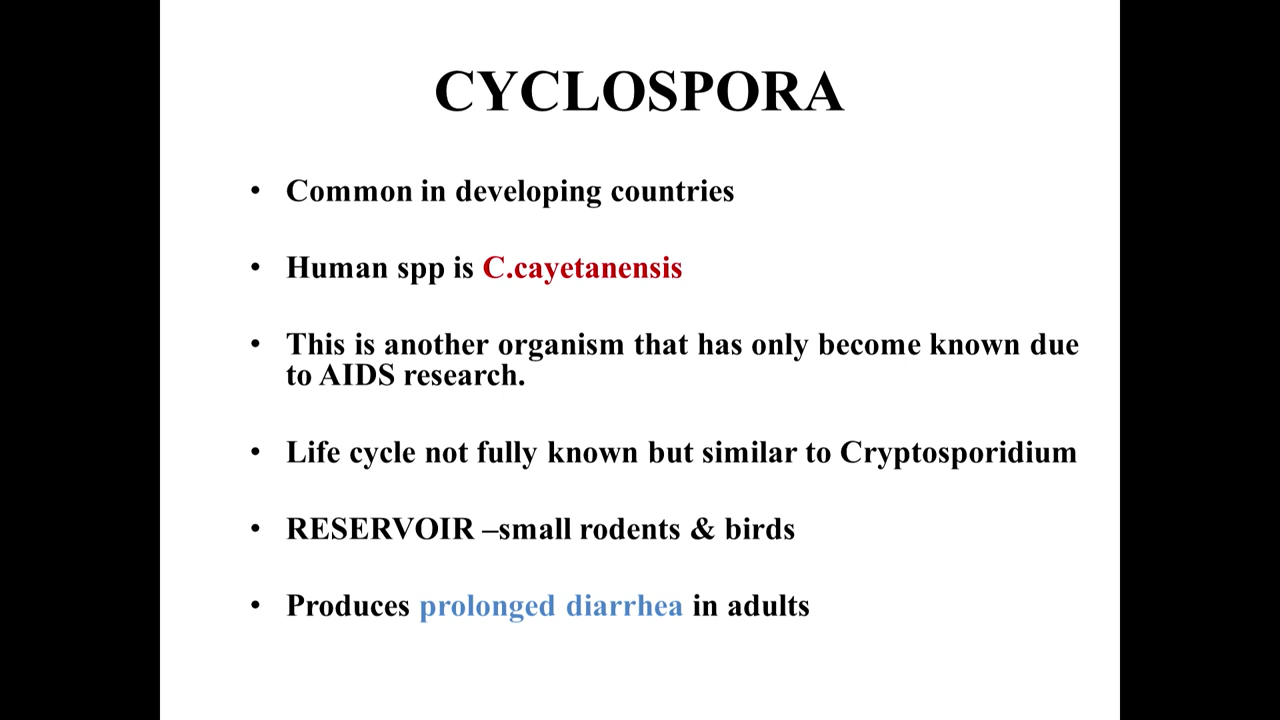 CYCLOSPORA
• Common in developing countries
• Human spp is C.cayetanensis
• This is another organism that has only become known due
to AIDS research.
• Life cycle not fully known but similar to Cryptosporidium
• RESERVOIR –small rodents & birds
• Produces prolonged diarrhea in adults